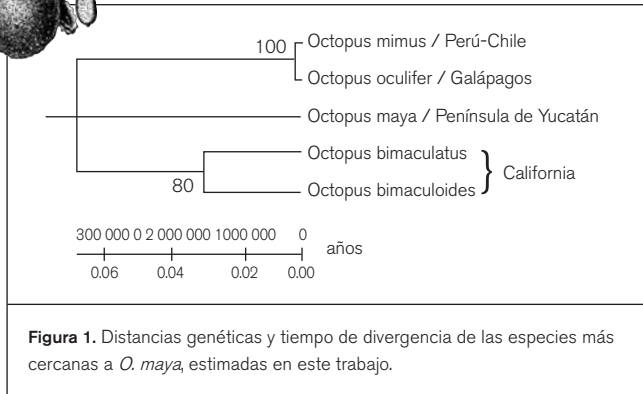 100
Octopus mimus / Perú-Chile
Octopus oculifer / Galápagos
Octopus maya / Península de Yucatán
Octopus bimaculatus
80
Octopus bimaculoides
California
300 000 0 2 000 000 1000 000 0
años
0.06 0.04 0.02 0.00
Figura 1. Distancias genéticas y tiempo de divergencia de las especies más
cercanas a O. maya, estimadas en este trabajo.